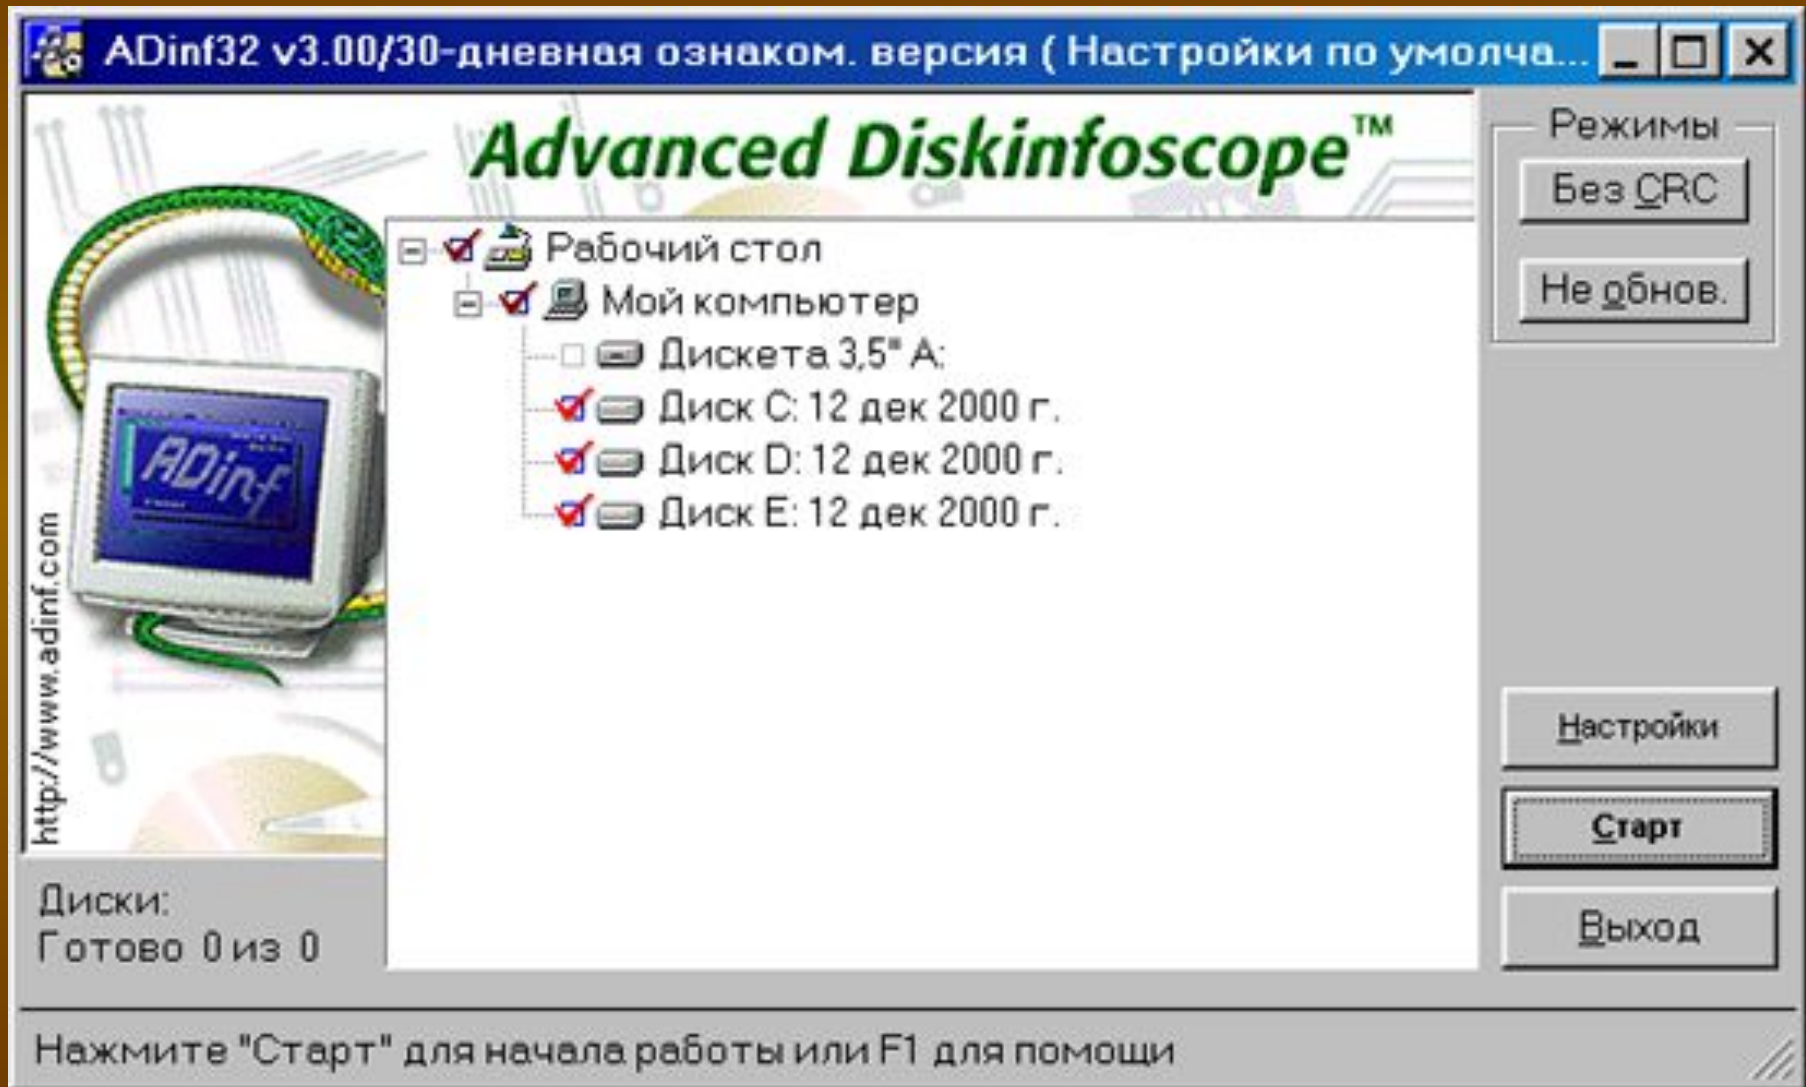 ADinf32 v3.00/30-дневная ознаком. версия ( Настройки по умолча...
Advanced Diskinfoscope™
Режимы
Без CRC
Не обнов.
Рабочий стол
Мой компьютер
Дискета 3,5" A:
Диск C: 12 дек 2000 г.
Диск D: 12 дек 2000 г.
Диск E: 12 дек 2000 г.
ADinf
http://www.adinf.com
Настройки
Старт
Выход
Диски:
Готово 0 из 0
Нажмите "Старт" для начала работы или F1 для помощи